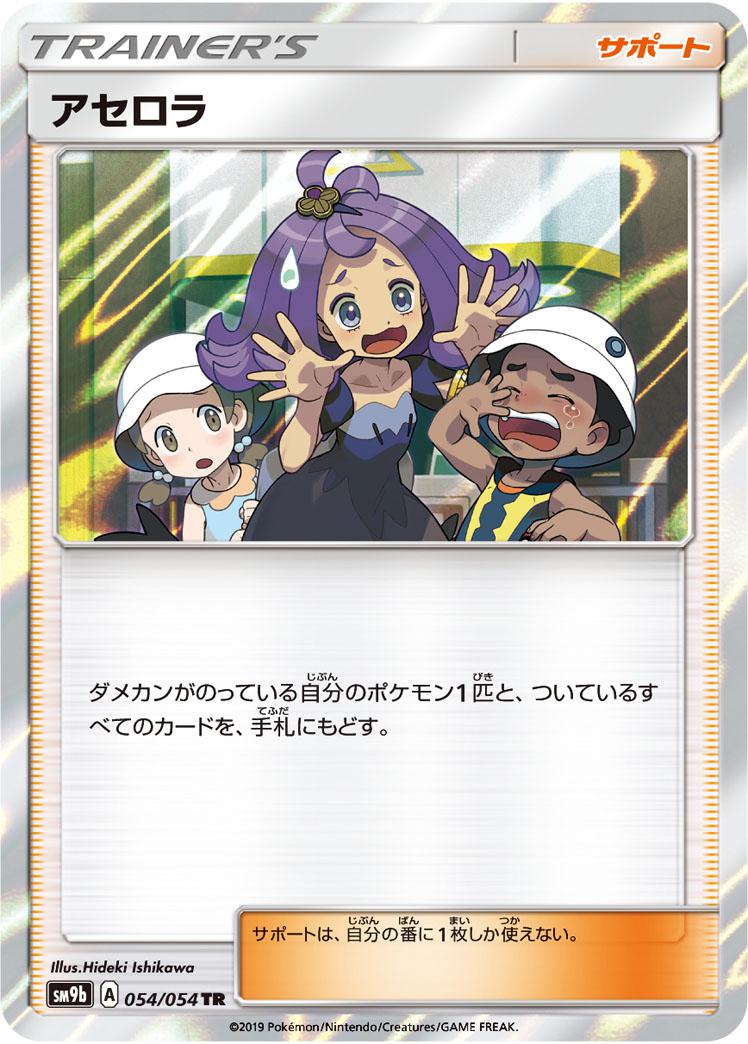 TRAINER'S サポート
アセロラ
ダメカンがのっている自分のポケモン1匹と、ついているす
べてのカードを、手札にもどす。
サポートは、自分の番に1枚しか使えない。
Illus.Hideki Ishikawa
sm9b A 054/054 TR
©2019 Pokémon/Nintendo/Creatures/GAME FREAK.